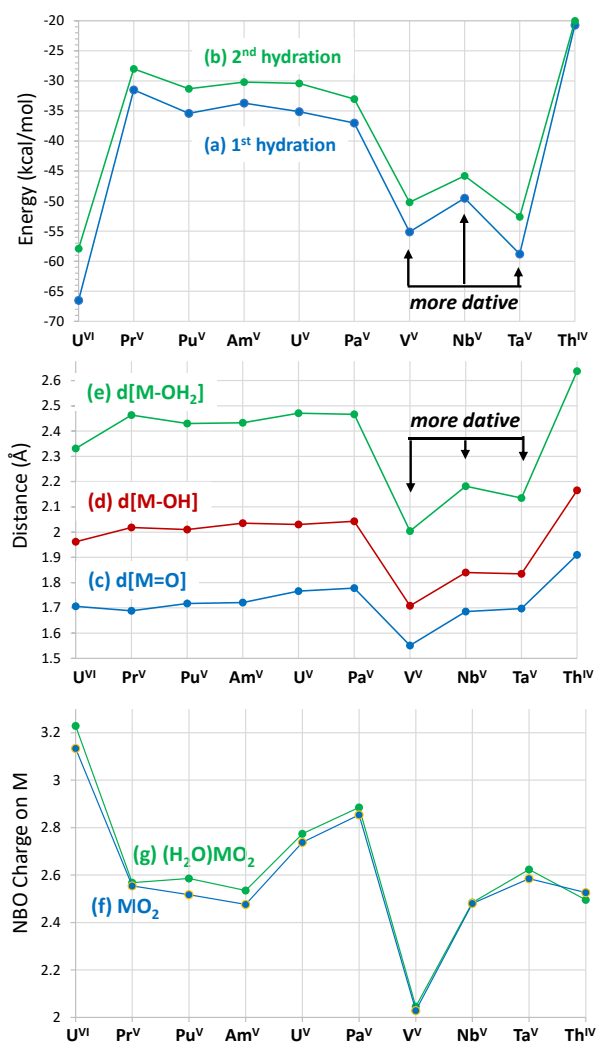 -20
-25
-30
-35
-40
-45
-50
-55
-60
-65
-70
Energy (kcal/mol)
(b) 2nd hydration
(a) 1st hydration
more dative
UVI PrV PuV AmV UV PaV VV NbV TaV ThIV
2.6
2.5
2.4
2.3
2.2
2.1
2
1.9
1.8
1.7
1.6
1.5
Distance (Å)
(e) d[M-OH2]
more dative
(d) d[M-OH]
(c) d[M=O]
UVI PrV PuV AmV UV PaV VV NbV TaV ThIV
3.2
3
2.8
2.6
2.4
2.2
2
NBO Charge on M
(g) (H2O)MO2
(f) MO2
UVI PrV PuV AmV UV PaV VV NbV TaV ThIV